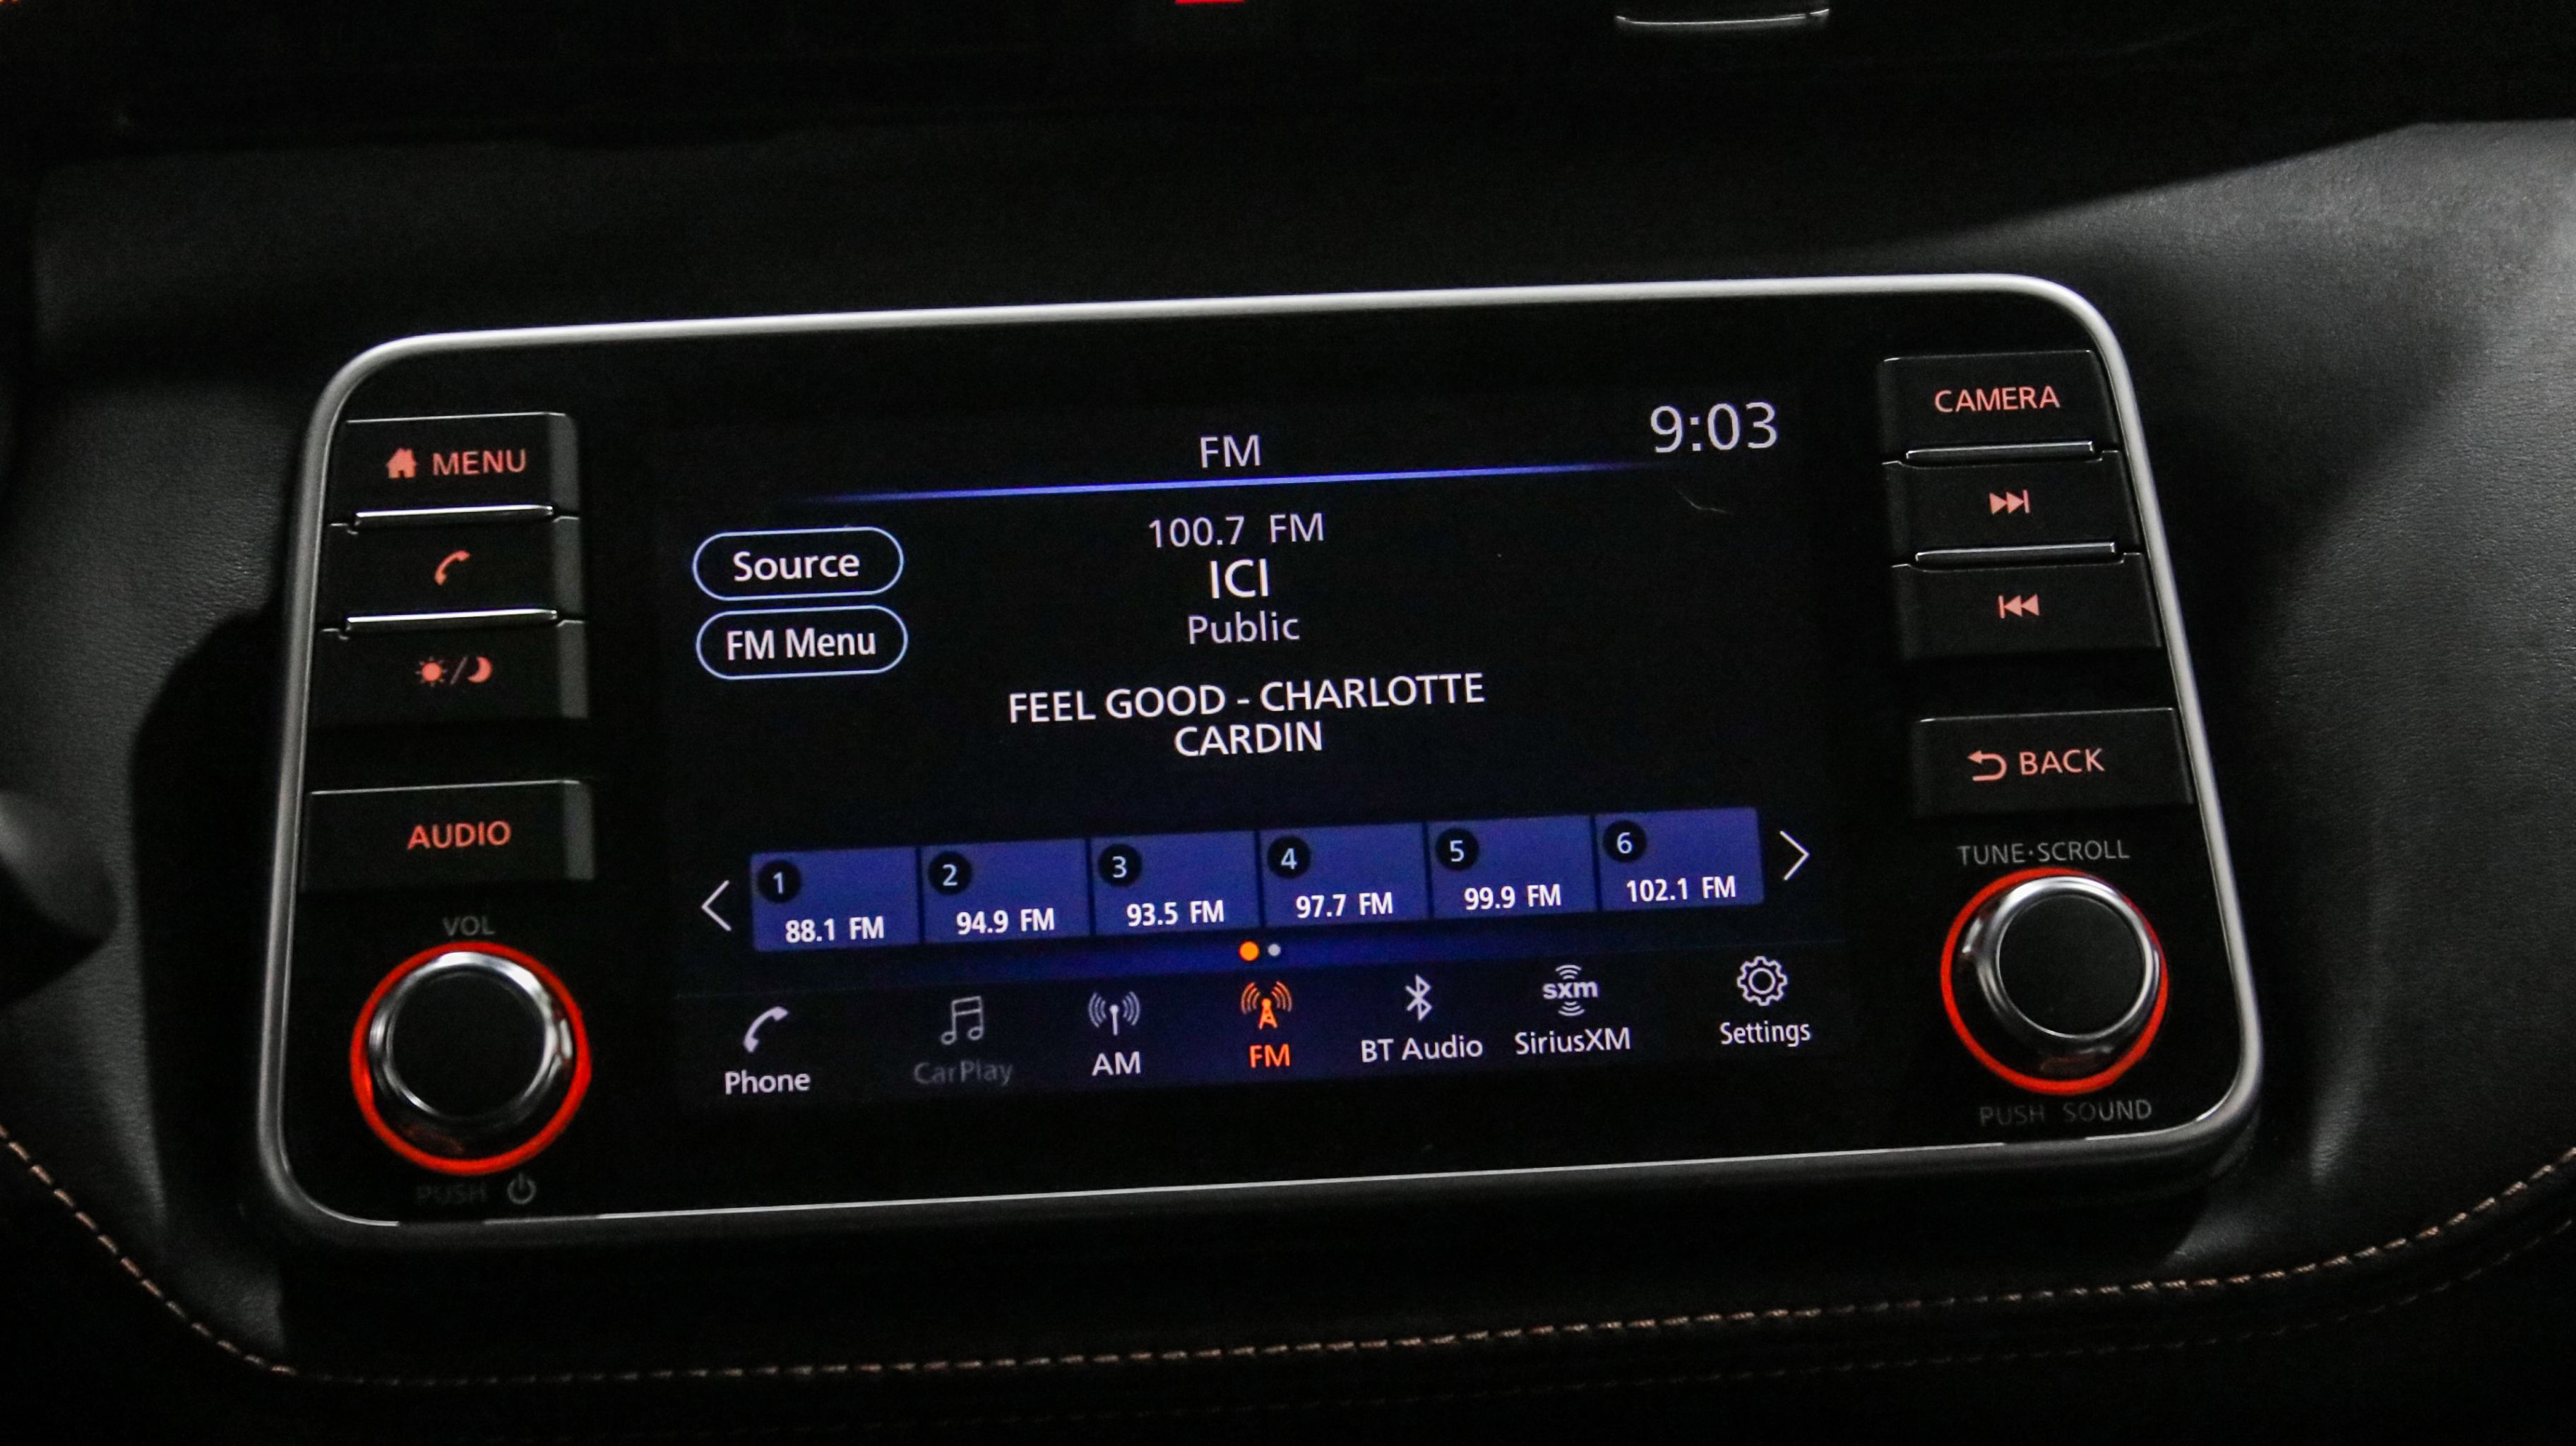 MENU
AUDIO
VOL
PUSH
FM
9:03
Source
FM Menu
100.7 FM
ICI
Public
FEEL GOOD - CHARLOTTE
CARDIN
1
88.1 FM
2
94.9 FM
3
93.5 FM
4
97.7 FM
5
99.9 FM
6
102.1 FM
Phone
CarPlay
AM
FM
BT Audio
sxm
SiriusXM
Settings
CAMERA
BACK
TUNE·SCROLL
PUSH SOUND